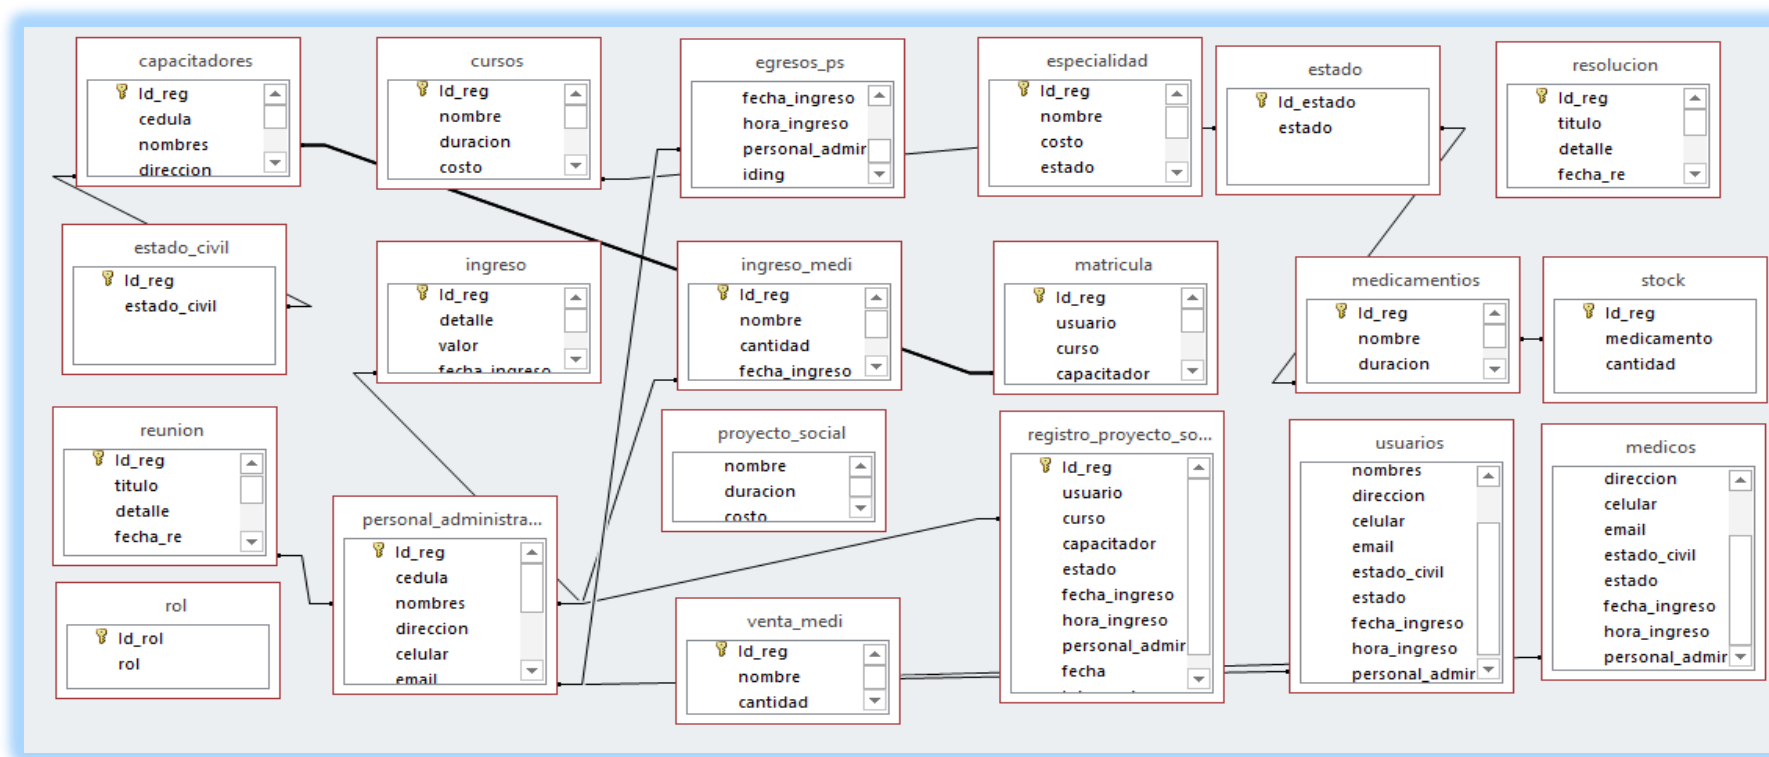 capacitadores
Id_reg
cedula
nombres
direccion
cursos
Id_reg
nombre
duracion
costo
egresos_ps
fecha_ingreso
hora_ingreso
personal_admir
iding
especialidad
Id_reg
nombre
costo
estado
estado
Id_estado
estado
resolucion
Id_reg
titulo
detalle
fecha_re
estado_civil
Id_reg
estado_civil
ingreso
Id_reg
detalle
valor
fecha_ingreso
ingreso_medi
Id_reg
nombre
cantidad
fecha_ingreso
matricula
Id_reg
usuario
curso
capacitador
medicamentios
Id_reg
nombre
duracion
stock
Id_reg
medicamento
cantidad
reunion
Id_reg
titulo
detalle
fecha_re
personal_administra...
Id_reg
cedula
nombres
direccion
celular
email
proyecto_social
nombre
duracion
costo
registro_proyecto_so...
Id_reg
usuario
curso
capacitador
estado
fecha_ingreso
hora_ingreso
personal_admir
fecha
usuarios
nombres
direccion
celular
email
estado_civil
estado
fecha_ingreso
hora_ingreso
personal_admir
medicos
direccion
celular
email
estado_civil
estado
fecha_ingreso
hora_ingreso
personal_admir
rol
Id_rol
rol
venta_medi
Id_reg
nombre
cantidad